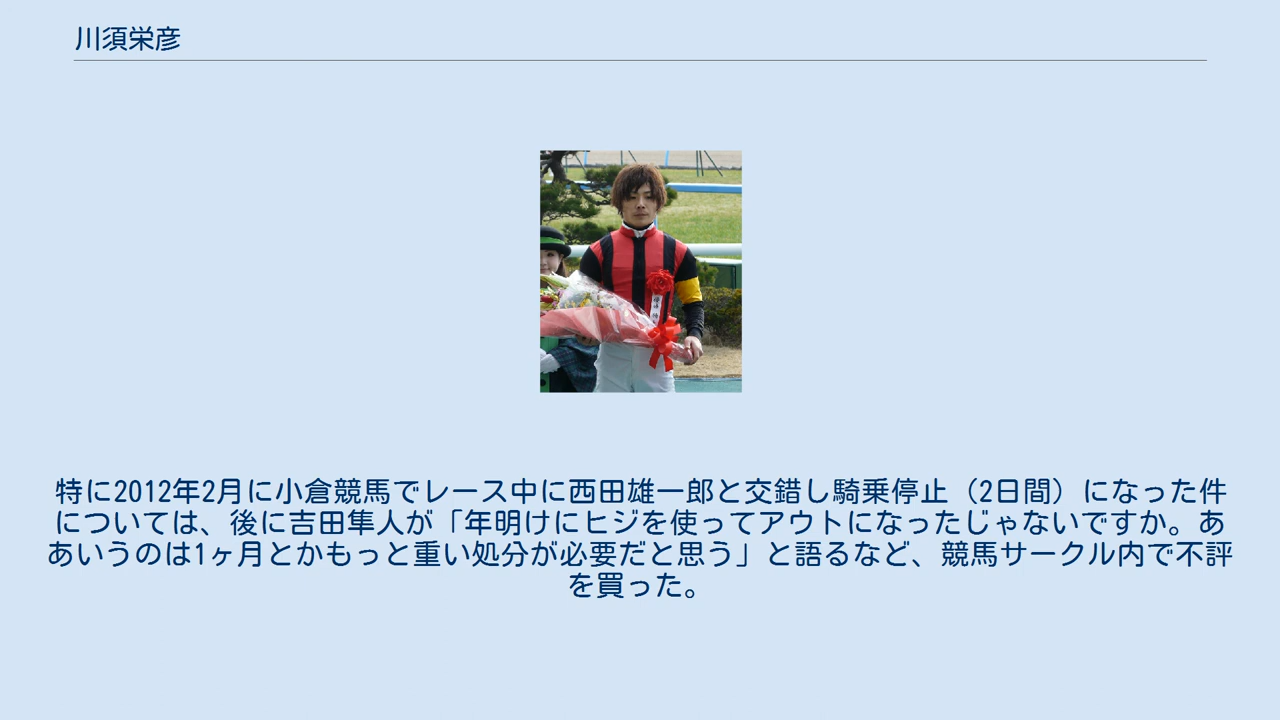 川須栄彦
特に2012年2月に小倉競馬でレース中に西田雄一郎と交錯し騎乗停止（2日間）になった件
については、後に吉田隼人が「年明けにヒジを使ってアウトになったじゃないですか。あ
あいうのは1ヶ月とかもっと重い処分が必要だと思う」と語るなど、競馬サークル内で不評
を買った。